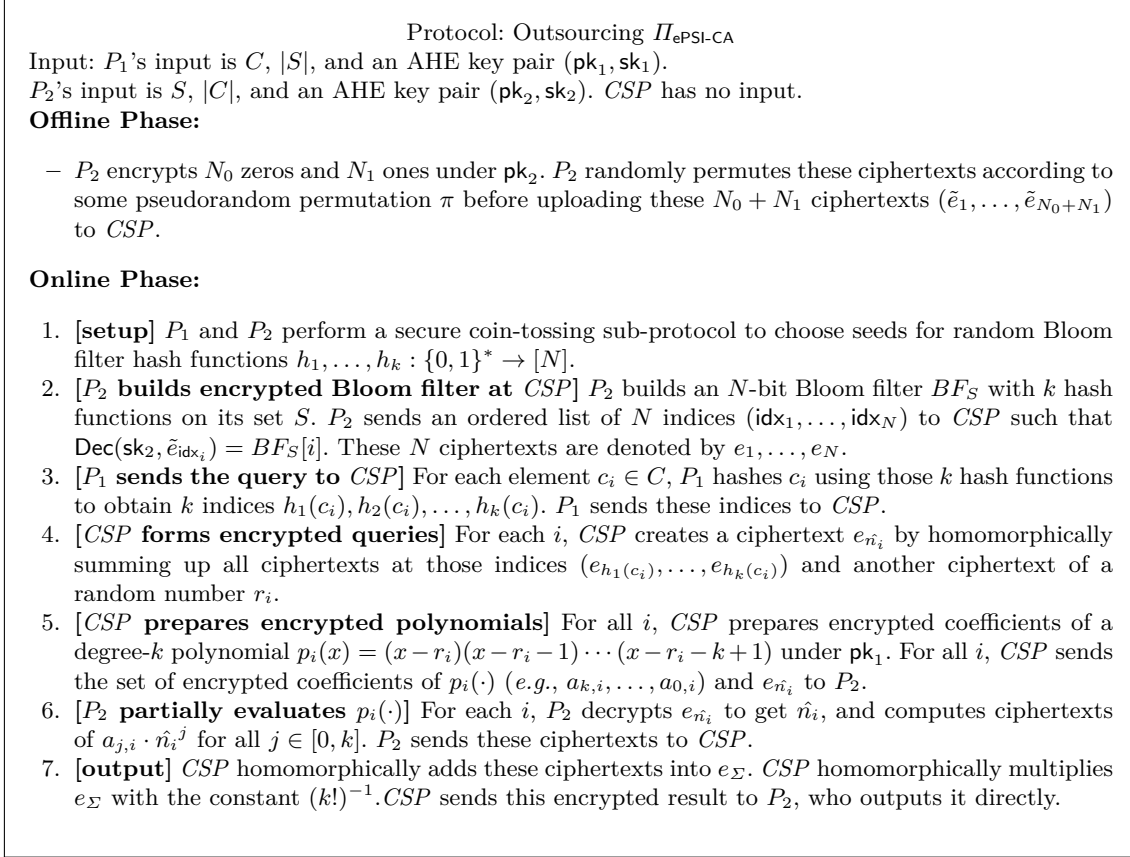 Protocol: Outsourcing Π_ePSI-CA
Input: P₁'s input is C, |S|, and an AHE key pair (pk₁, sk₁).
P₂'s input is S, |C|, and an AHE key pair (pk₂, sk₂). CSP has no input.
Offline Phase:
– P₂ encrypts N₀ zeros and N₁ ones under pk₂. P₂ randomly permutes these ciphertexts according to
some pseudorandom permutation π before uploading these N₀ + N₁ ciphertexts (ẽ₁, . . . , ẽ_{N₀+N₁})
to CSP.
Online Phase:
1. [setup] P₁ and P₂ perform a secure coin-tossing sub-protocol to choose seeds for random Bloom
filter hash functions h₁, . . . , h_k : {0, 1}* → [N].
2. [P₂ builds encrypted Bloom filter at CSP] P₂ builds an N-bit Bloom filter BF_S with k hash
functions on its set S. P₂ sends an ordered list of N indices (idx₁, . . . , idx_N) to CSP such that
Dec(sk₂, ẽ_{idx_i}) = BF_S[i]. These N ciphertexts are denoted by e₁, . . . , e_N.
3. [P₁ sends the query to CSP] For each element c_i ∈ C, P₁ hashes c_i using those k hash functions
to obtain k indices h₁(c_i), h₂(c_i), . . . , h_k(c_i). P₁ sends these indices to CSP.
4. [CSP forms encrypted queries] For each i, CSP creates a ciphertext e_{n̂_i} by homomorphically
summing up all ciphertexts at those indices (e_{h₁(c_i)}, . . . , e_{h_k(c_i)}) and another ciphertext of a
random number r_i.
5. [CSP prepares encrypted polynomials] For all i, CSP prepares encrypted coefficients of a
degree-k polynomial p_i(x) = (x − r_i)(x − r_i − 1) ⋯ (x − r_i − k + 1) under pk₁. For all i, CSP sends
the set of encrypted coefficients of p_i(·) (e.g., a_{k,i}, . . . , a_{0,i}) and e_{n̂_i} to P₂.
6. [P₂ partially evaluates p_i(·)] For each i, P₂ decrypts e_{n̂_i} to get n̂_i, and computes ciphertexts
of a_{j,i} · n̂_i^j for all j ∈ [0, k]. P₂ sends these ciphertexts to CSP.
7. [output] CSP homomorphically adds these ciphertexts into e_Σ. CSP homomorphically multiplies
e_Σ with the constant (k!)⁻¹.CSP sends this encrypted result to P₂, who outputs it directly.